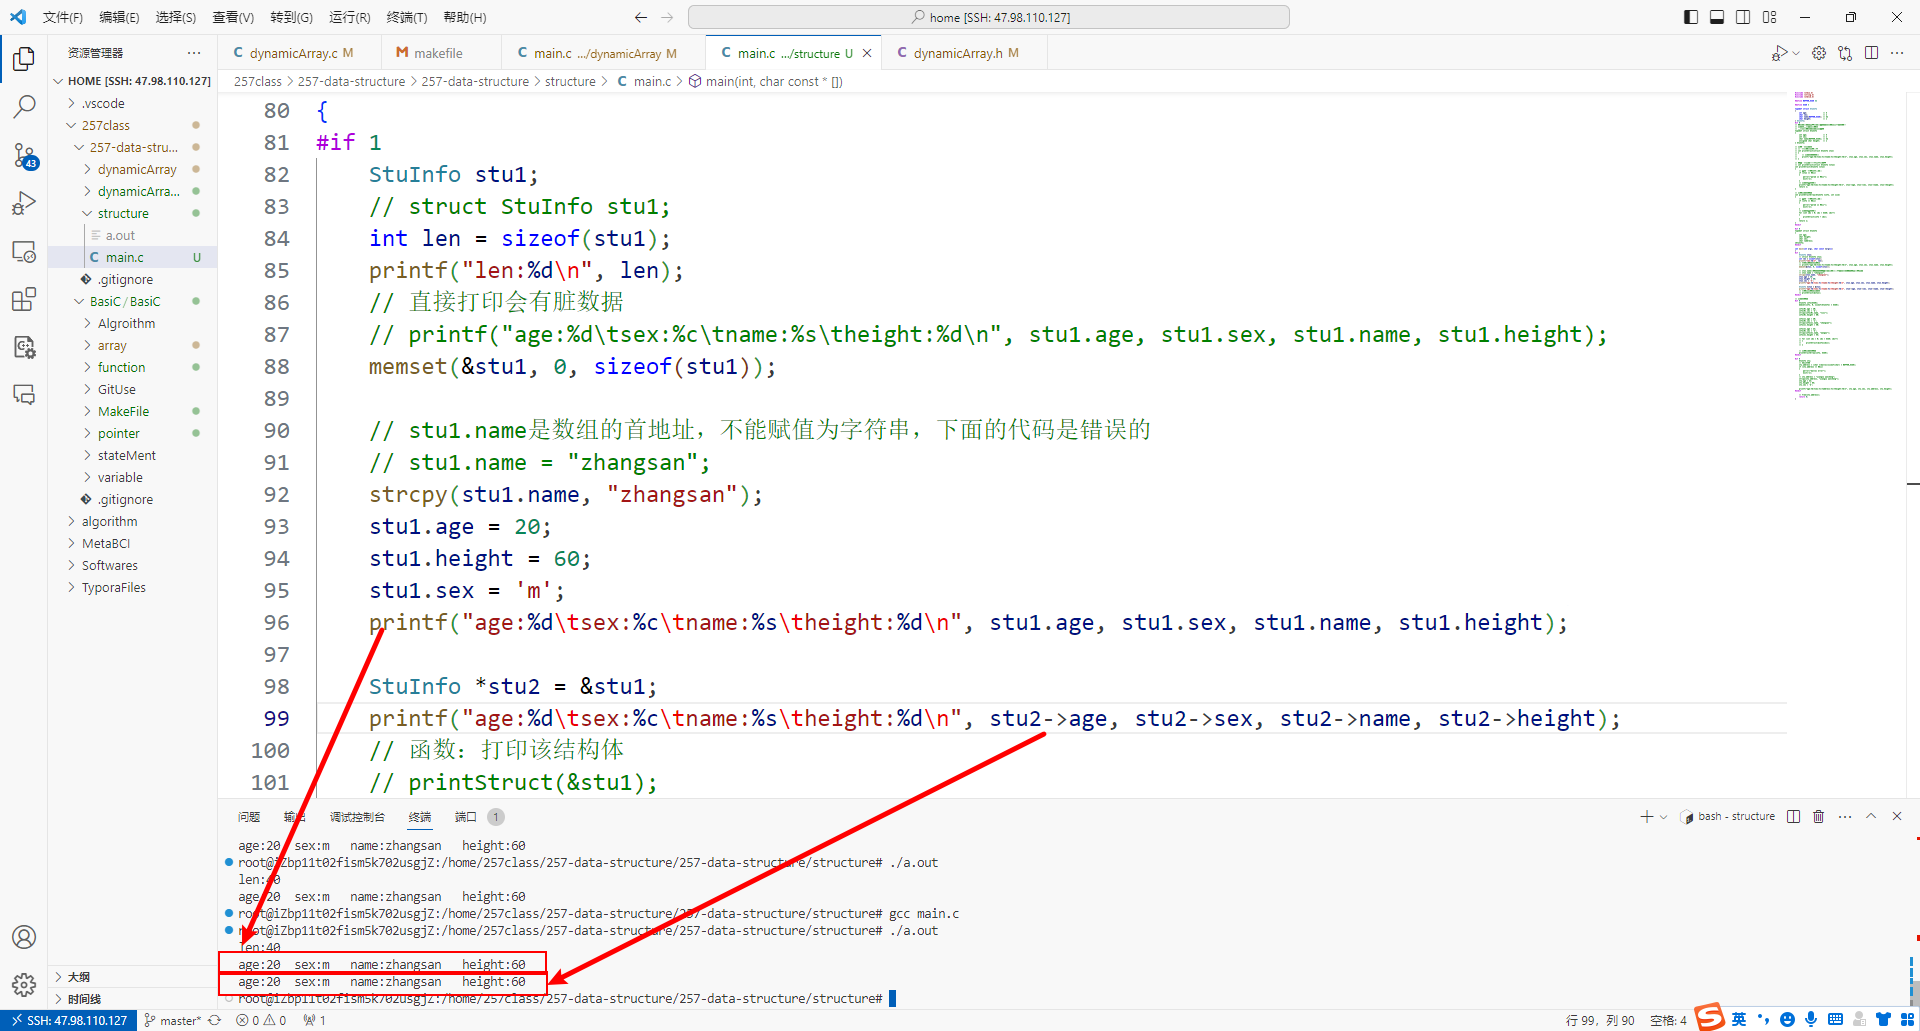 文件(F) 编辑(E) 选择(S) 查看(V) 转到(G) 运行(R) 终端(T) 帮助(H)
home [SSH: 47.98.110.127]
资源管理器
dynamicArray.c M
makefile
main.c .../dynamicArray M
main.c .../structure U
dynamicArray.h M
257class > 257-data-structure > 257-data-structure > structure > C main.c > main(int, char const * [])
HOME [SSH: 47.98.110.127]
.vscode
257class
257-data-stru...
dynamicArray
dynamicArra...
structure
a.out
C main.c U
.gitignore
BasiC / BasiC
Algroithm
array
function
GitUse
MakeFile
pointer
stateMent
variable
.gitignore
algorithm
MetaBCI
Softwares
TyporaFiles
大纲
时间线
43
80 {
81 #if 1
82 StuInfo stu1;
83 // struct StuInfo stu1;
84 int len = sizeof(stu1);
85 printf("len:%d\n", len);
86 // 直接打印会有脏数据
87 // printf("age:%d\tsex:%c\tname:%s\theight:%d\n", stu1.age, stu1.sex, stu1.name, stu1.height);
88 memset(&stu1, 0, sizeof(stu1));
89
90 // stu1.name是数组的首地址，不能赋值为字符串，下面的代码是错误的
91 // stu1.name = "zhangsan";
92 strcpy(stu1.name, "zhangsan");
93 stu1.age = 20;
94 stu1.height = 60;
95 stu1.sex = 'm';
96 printf("age:%d\tsex:%c\tname:%s\theight:%d\n", stu1.age, stu1.sex, stu1.name, stu1.height);
97
98 StuInfo *stu2 = &stu1;
99 printf("age:%d\tsex:%c\tname:%s\theight:%d\n", stu2->age, stu2->sex, stu2->name, stu2->height);
100 // 函数：打印该结构体
101 // printStruct(&stu1);
问题 输出 调试控制台 终端 端口 1
bash - structure
age:20 sex:m name:zhangsan height:60
root@iZbp11t02fism5k702usgjZ:/home/257class/257-data-structure/257-data-structure/structure# ./a.out
len:40
age:20 sex:m name:zhangsan height:60
root@iZbp11t02fism5k702usgjZ:/home/257class/257-data-structure/257-data-structure/structure# gcc main.c
root@iZbp11t02fism5k702usgjZ:/home/257class/257-data-structure/257-data-structure/structure# ./a.out
len:40
age:20 sex:m name:zhangsan height:60
age:20 sex:m name:zhangsan height:60
root@iZbp11t02fism5k702usgjZ:/home/257class/257-data-structure/257-data-structure/structure#
SSH: 47.98.110.127 master* 0 0 1
行 99，列 90 空格: 4
英